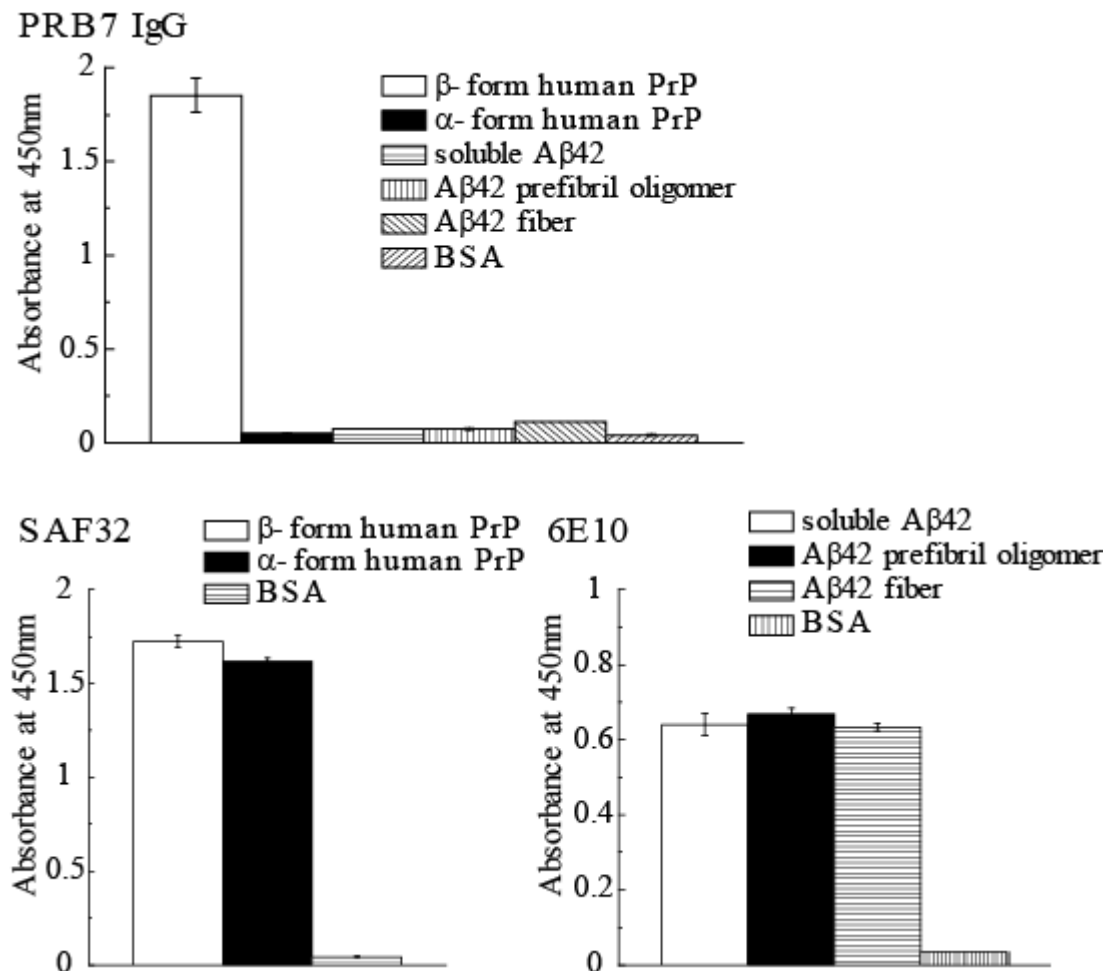 PRB7 IgG
2
1.5
1
0.5
0
Absorbance at 450nm
β- form human PrP
α- form human PrP
soluble Aβ42
Aβ42 prefibril oligomer
Aβ42 fiber
BSA
SAF32
β- form human PrP
α- form human PrP
BSA
2
1.5
1
0.5
0
Absorbance at 450nm
6E10
soluble Aβ42
Aβ42 prefibril oligomer
Aβ42 fiber
BSA
1
0.8
0.6
0.4
0.2
0
Absorbance at 450nm